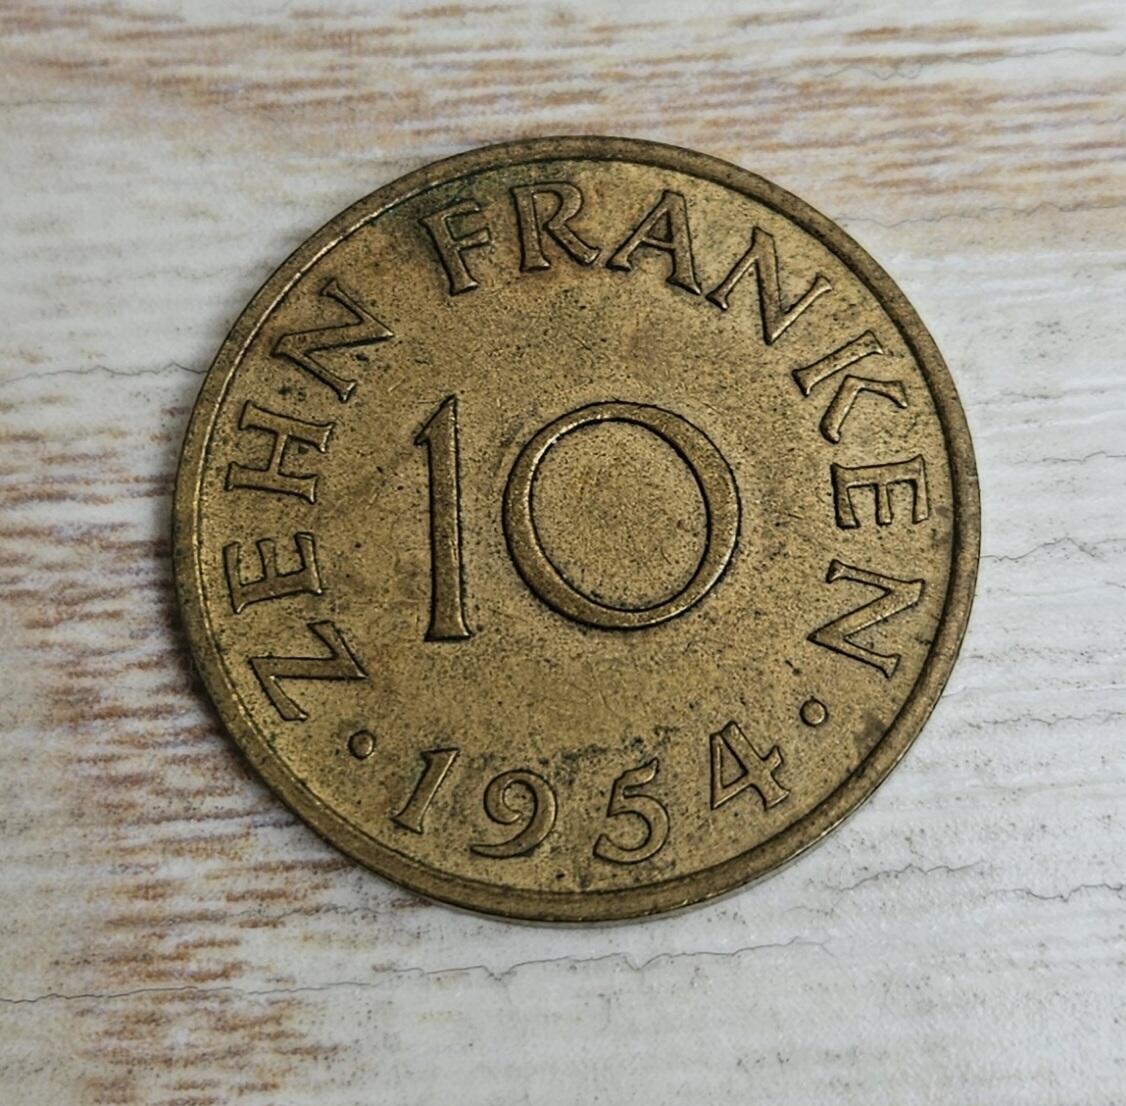 ZEHN FRANKEN
10
• 1954 •